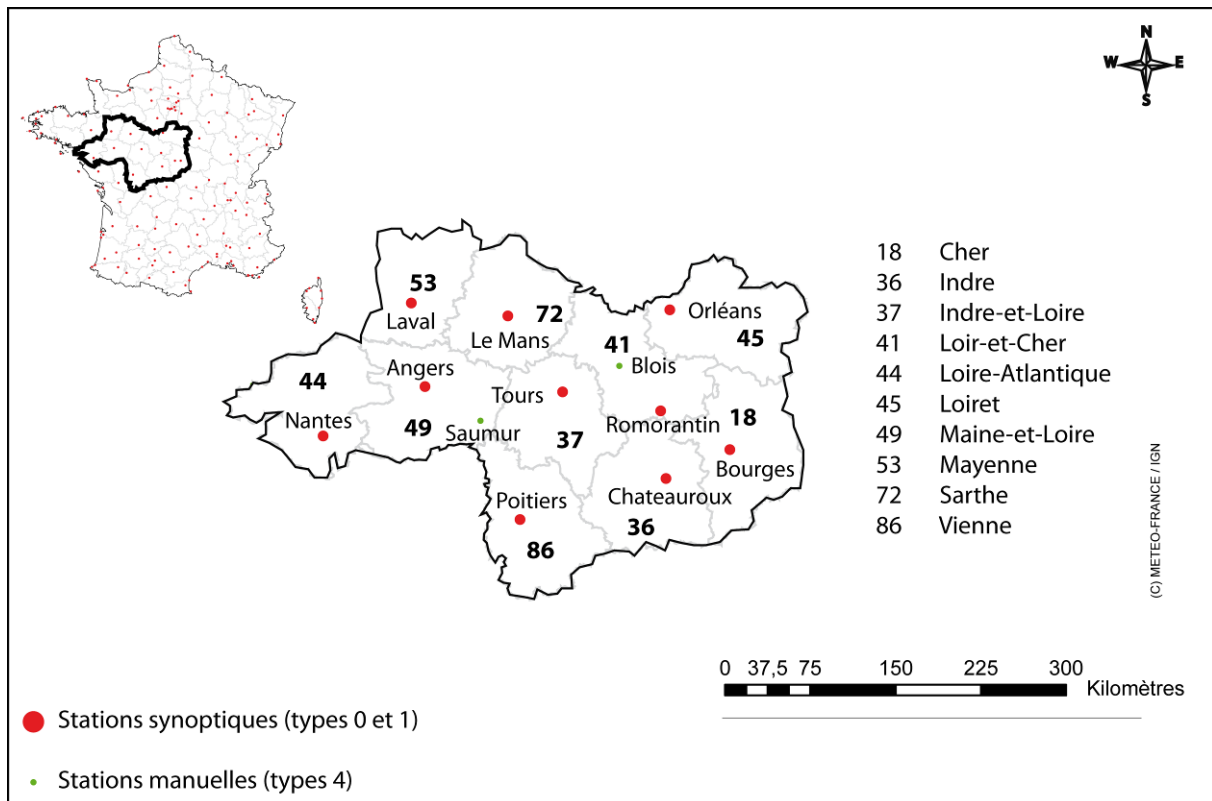 N
W E
S
18 Cher
36 Indre
37 Indre-et-Loire
41 Loir-et-Cher
44 Loire-Atlantique
45 Loiret
49 Maine-et-Loire
53 Mayenne
72 Sarthe
86 Vienne
53
Laval
72
Le Mans
Orléans
45
41
Blois
Angers
44
Nantes
49
Saumur
Tours
37
Romorantin
18
Bourges
Chateauroux
36
Poitiers
86
(C) METEO-FRANCE / IGN
0 37,5 75 150 225 300
Kilomètres
Stations synoptiques (types 0 et 1)
Stations manuelles (types 4)